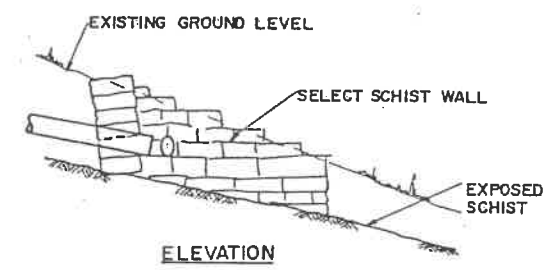 EXISTING GROUND LEVEL
SELECT SCHIST WALL
EXPOSED
SCHIST
ELEVATION